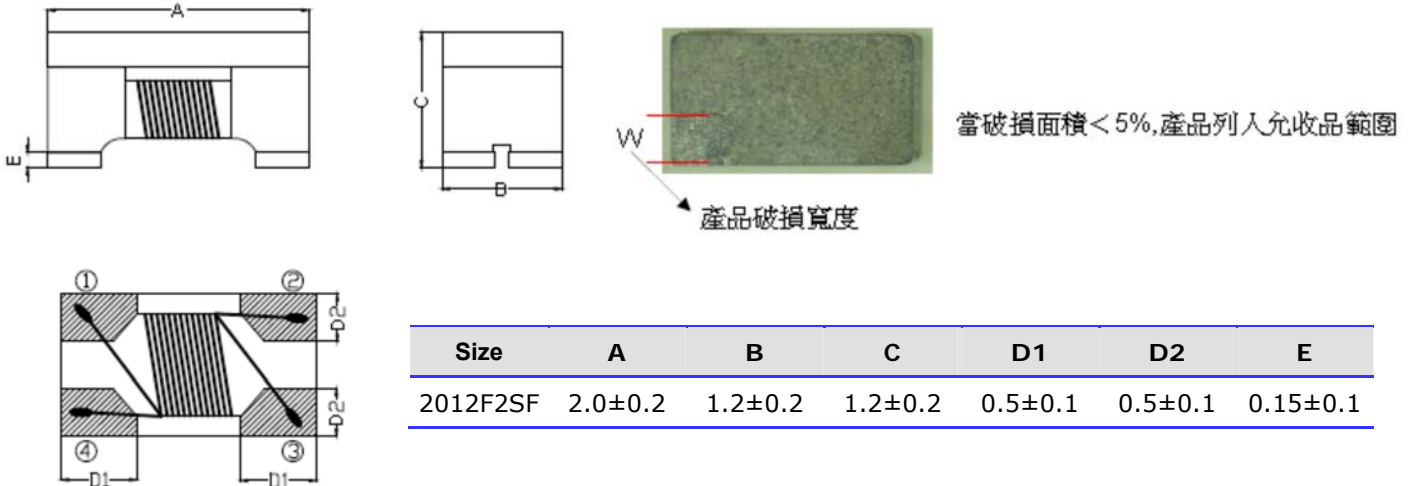 A
E
C
B
W
當破損面積＜5%,產品列入允收品範圍
產品破損寬度
① ②
D2
D2
④ ③
D1 D1
Size A B C D1 D2 E
2012F2SF 2.0±0.2 1.2±0.2 1.2±0.2 0.5±0.1 0.5±0.1 0.15±0.1